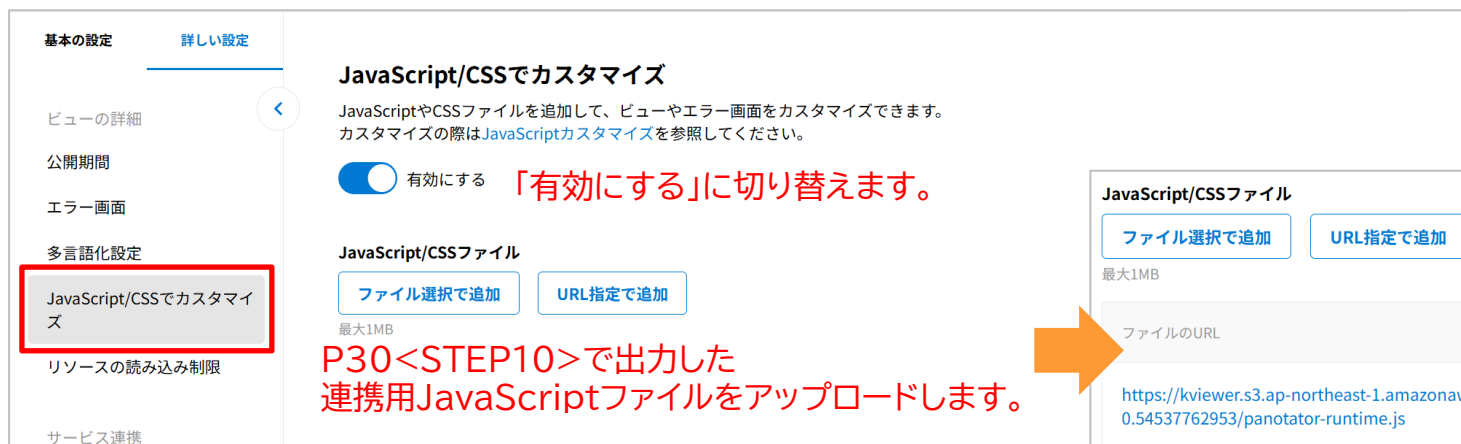 基本の設定
詳しい設定
ビューの詳細
公開期間
エラー画面
多言語化設定
JavaScript/CSSでカスタマイ
ズ
リソースの読み込み制限
サービス連携
JavaScript/CSSでカスタマイズ
JavaScriptやCSSファイルを追加して、ビューやエラー画面をカスタマイズできます。
カスタマイズの際はJavaScriptカスタマイズを参照してください。
有効にする
「有効にする」に切り替えます。
JavaScript/CSSファイル
ファイル選択で追加
URL指定で追加
最大1MB
P30<STEP10>で出力した
連携用JavaScriptファイルをアップロードします。
JavaScript/CSSファイル
ファイル選択で追加
URL指定で追加
最大1MB
ファイルのURL
https://kviewer.s3.ap-northeast-1.amazonav
0.54537762953/panotator-runtime.js